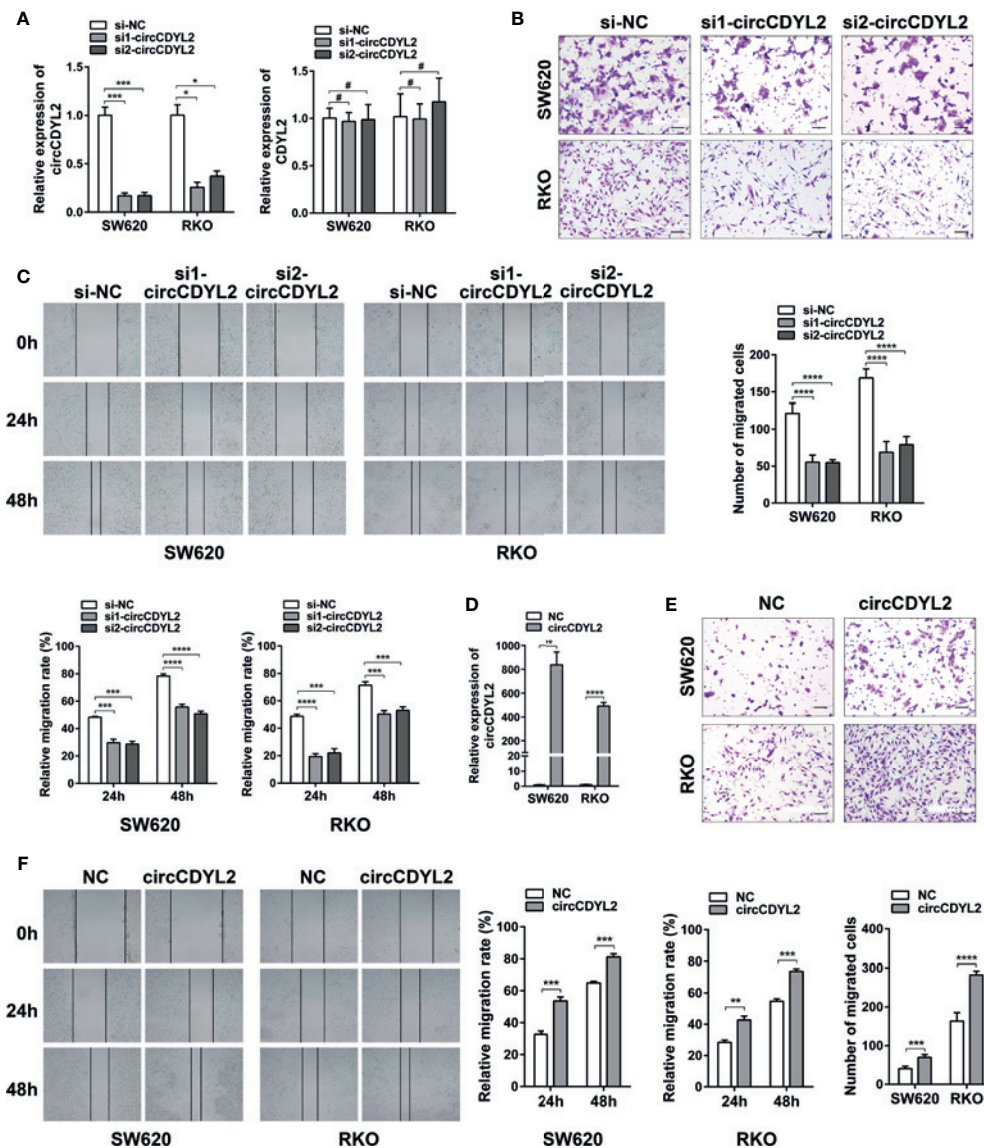 A
si-NC
si1-circCDYL2
si2-circCDYL2
Relative expression of
circCDYL2
1.5
1.0
0.5
0.0
***
***
*
*
SW620
RKO
si-NC
si1-circCDYL2
si2-circCDYL2
Relative expression of
CDYL2
2.0
1.5
1.0
0.5
0.0
#
#
#
#
SW620
RKO
B
si-NC
si1-circCDYL2
si2-circCDYL2
SW620
RKO
C
si-NC
si1-
circCDYL2
si2-
circCDYL2
si-NC
si1-
circCDYL2
si2-
circCDYL2
0h
24h
48h
SW620
RKO
si-NC
si1-circCDYL2
si2-circCDYL2
Number of migrated cells
200
150
100
50
0
****
****
****
****
SW620
RKO
si-NC
si1-circCDYL2
si2-circCDYL2
Relative migration rate (%)
100
80
60
40
20
0
***
***
****
****
24h
48h
SW620
si-NC
si1-circCDYL2
si2-circCDYL2
Relative migration rate (%)
100
80
60
40
20
0
***
****
***
***
24h
48h
RKO
D
NC
circCDYL2
Relative expression of
circCDYL2
1000
800
600
400
200
20
10
0
****
SW620
RKO
E
NC
circCDYL2
SW620
RKO
F
NC
circCDYL2
NC
circCDYL2
0h
24h
48h
SW620
RKO
NC
circCDYL2
Relative migration rate (%)
100
80
60
40
20
0
***
***
24h
48h
SW620
NC
circCDYL2
Relative migration rate (%)
100
80
60
40
20
0
**
***
24h
48h
RKO
NC
circCDYL2
Number of migrated cells
400
300
200
100
0
***
****
SW620
RKO